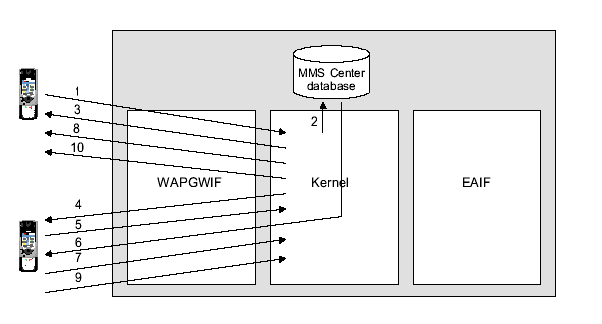 MMS Center
database
1
3
2
8
10
WAPGWIF
Kernel
EAIF
4
5
6
7
9